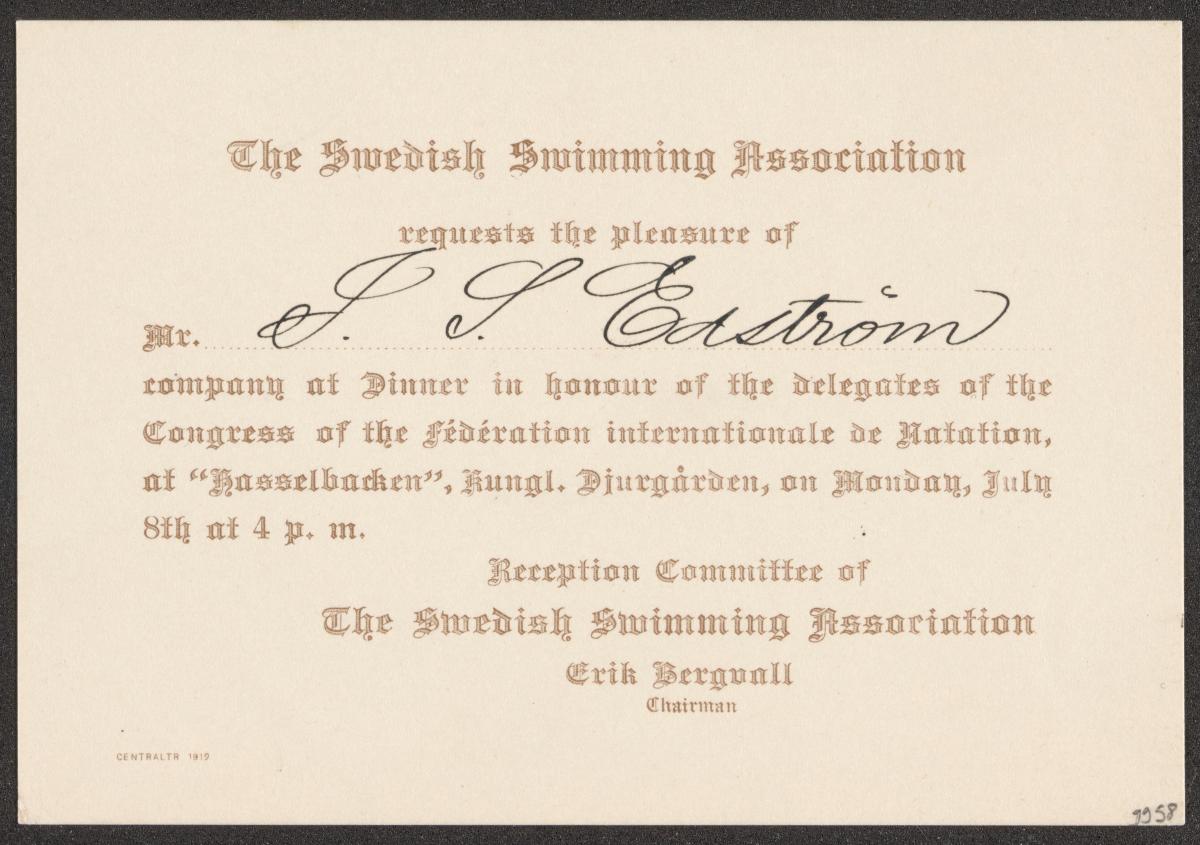 The Swedish Swimming Association
requests the pleasure of
Mr. J. S. Edström
company at Dinner in honour of the delegates of the
Congress of the Fédération internationale de Natation,
at “Hasselbacken”, Kungl. Djurgården, on Monday, July
8th at 4 p. m.
Reception Committee of
The Swedish Swimming Association
Erik Bergvall
Chairman
CENTRALTR 1912
9958